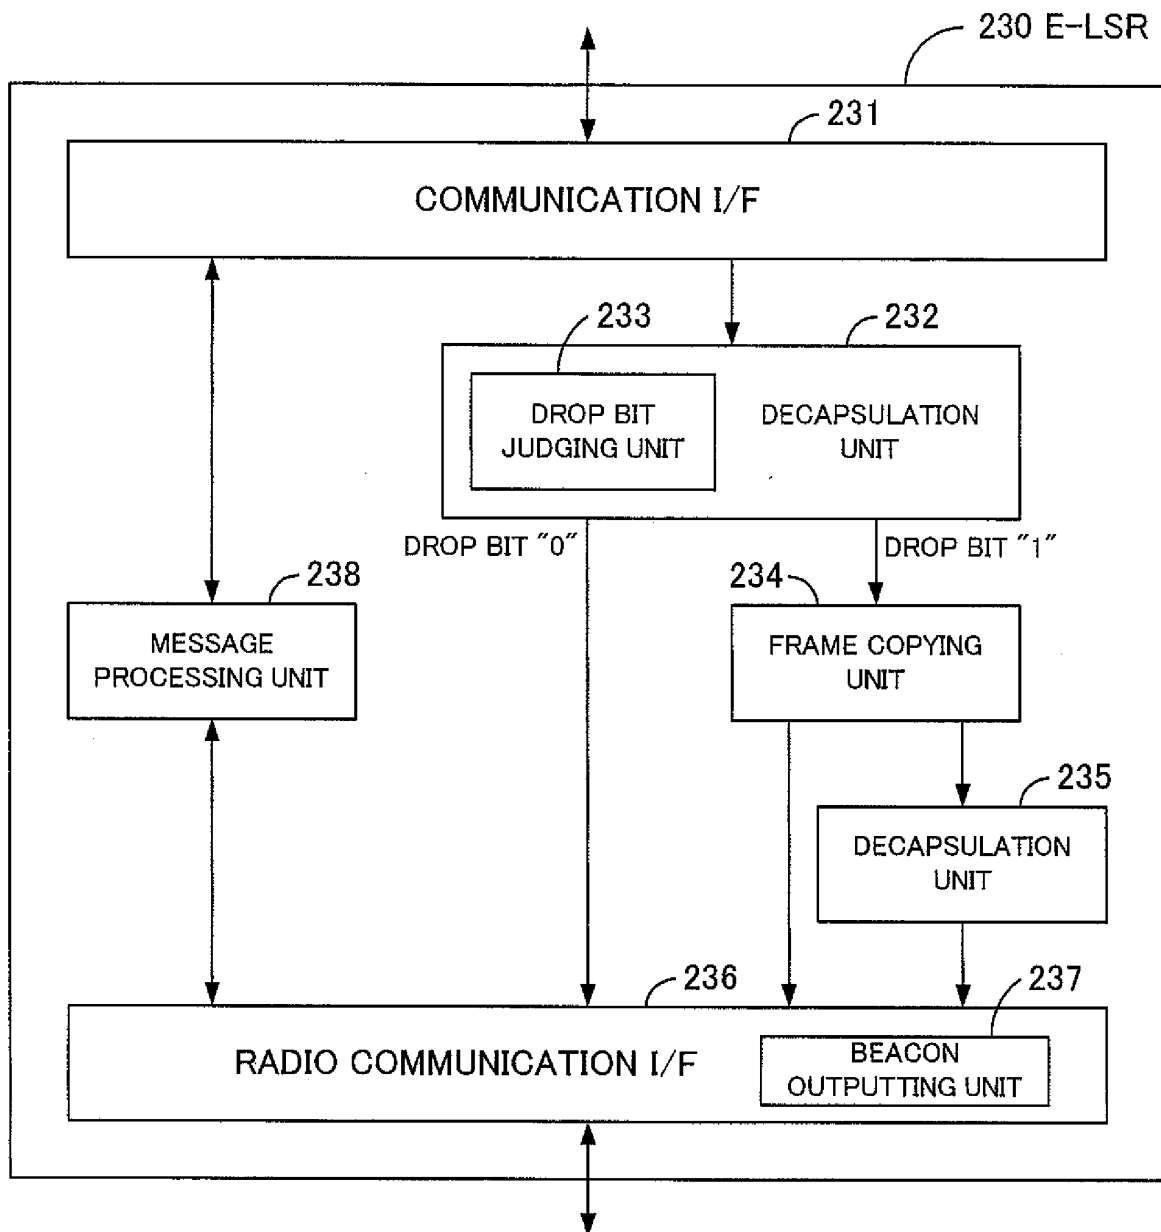 230 E-LSR
231
COMMUNICATION I/F
233
232
DROP BIT
JUDGING UNIT
DECAPSULATION
UNIT
DROP BIT "0"
DROP BIT "1"
238
234
MESSAGE
PROCESSING UNIT
FRAME COPYING
UNIT
235
DECAPSULATION
UNIT
236
237
RADIO COMMUNICATION I/F
BEACON
OUTPUTTING UNIT